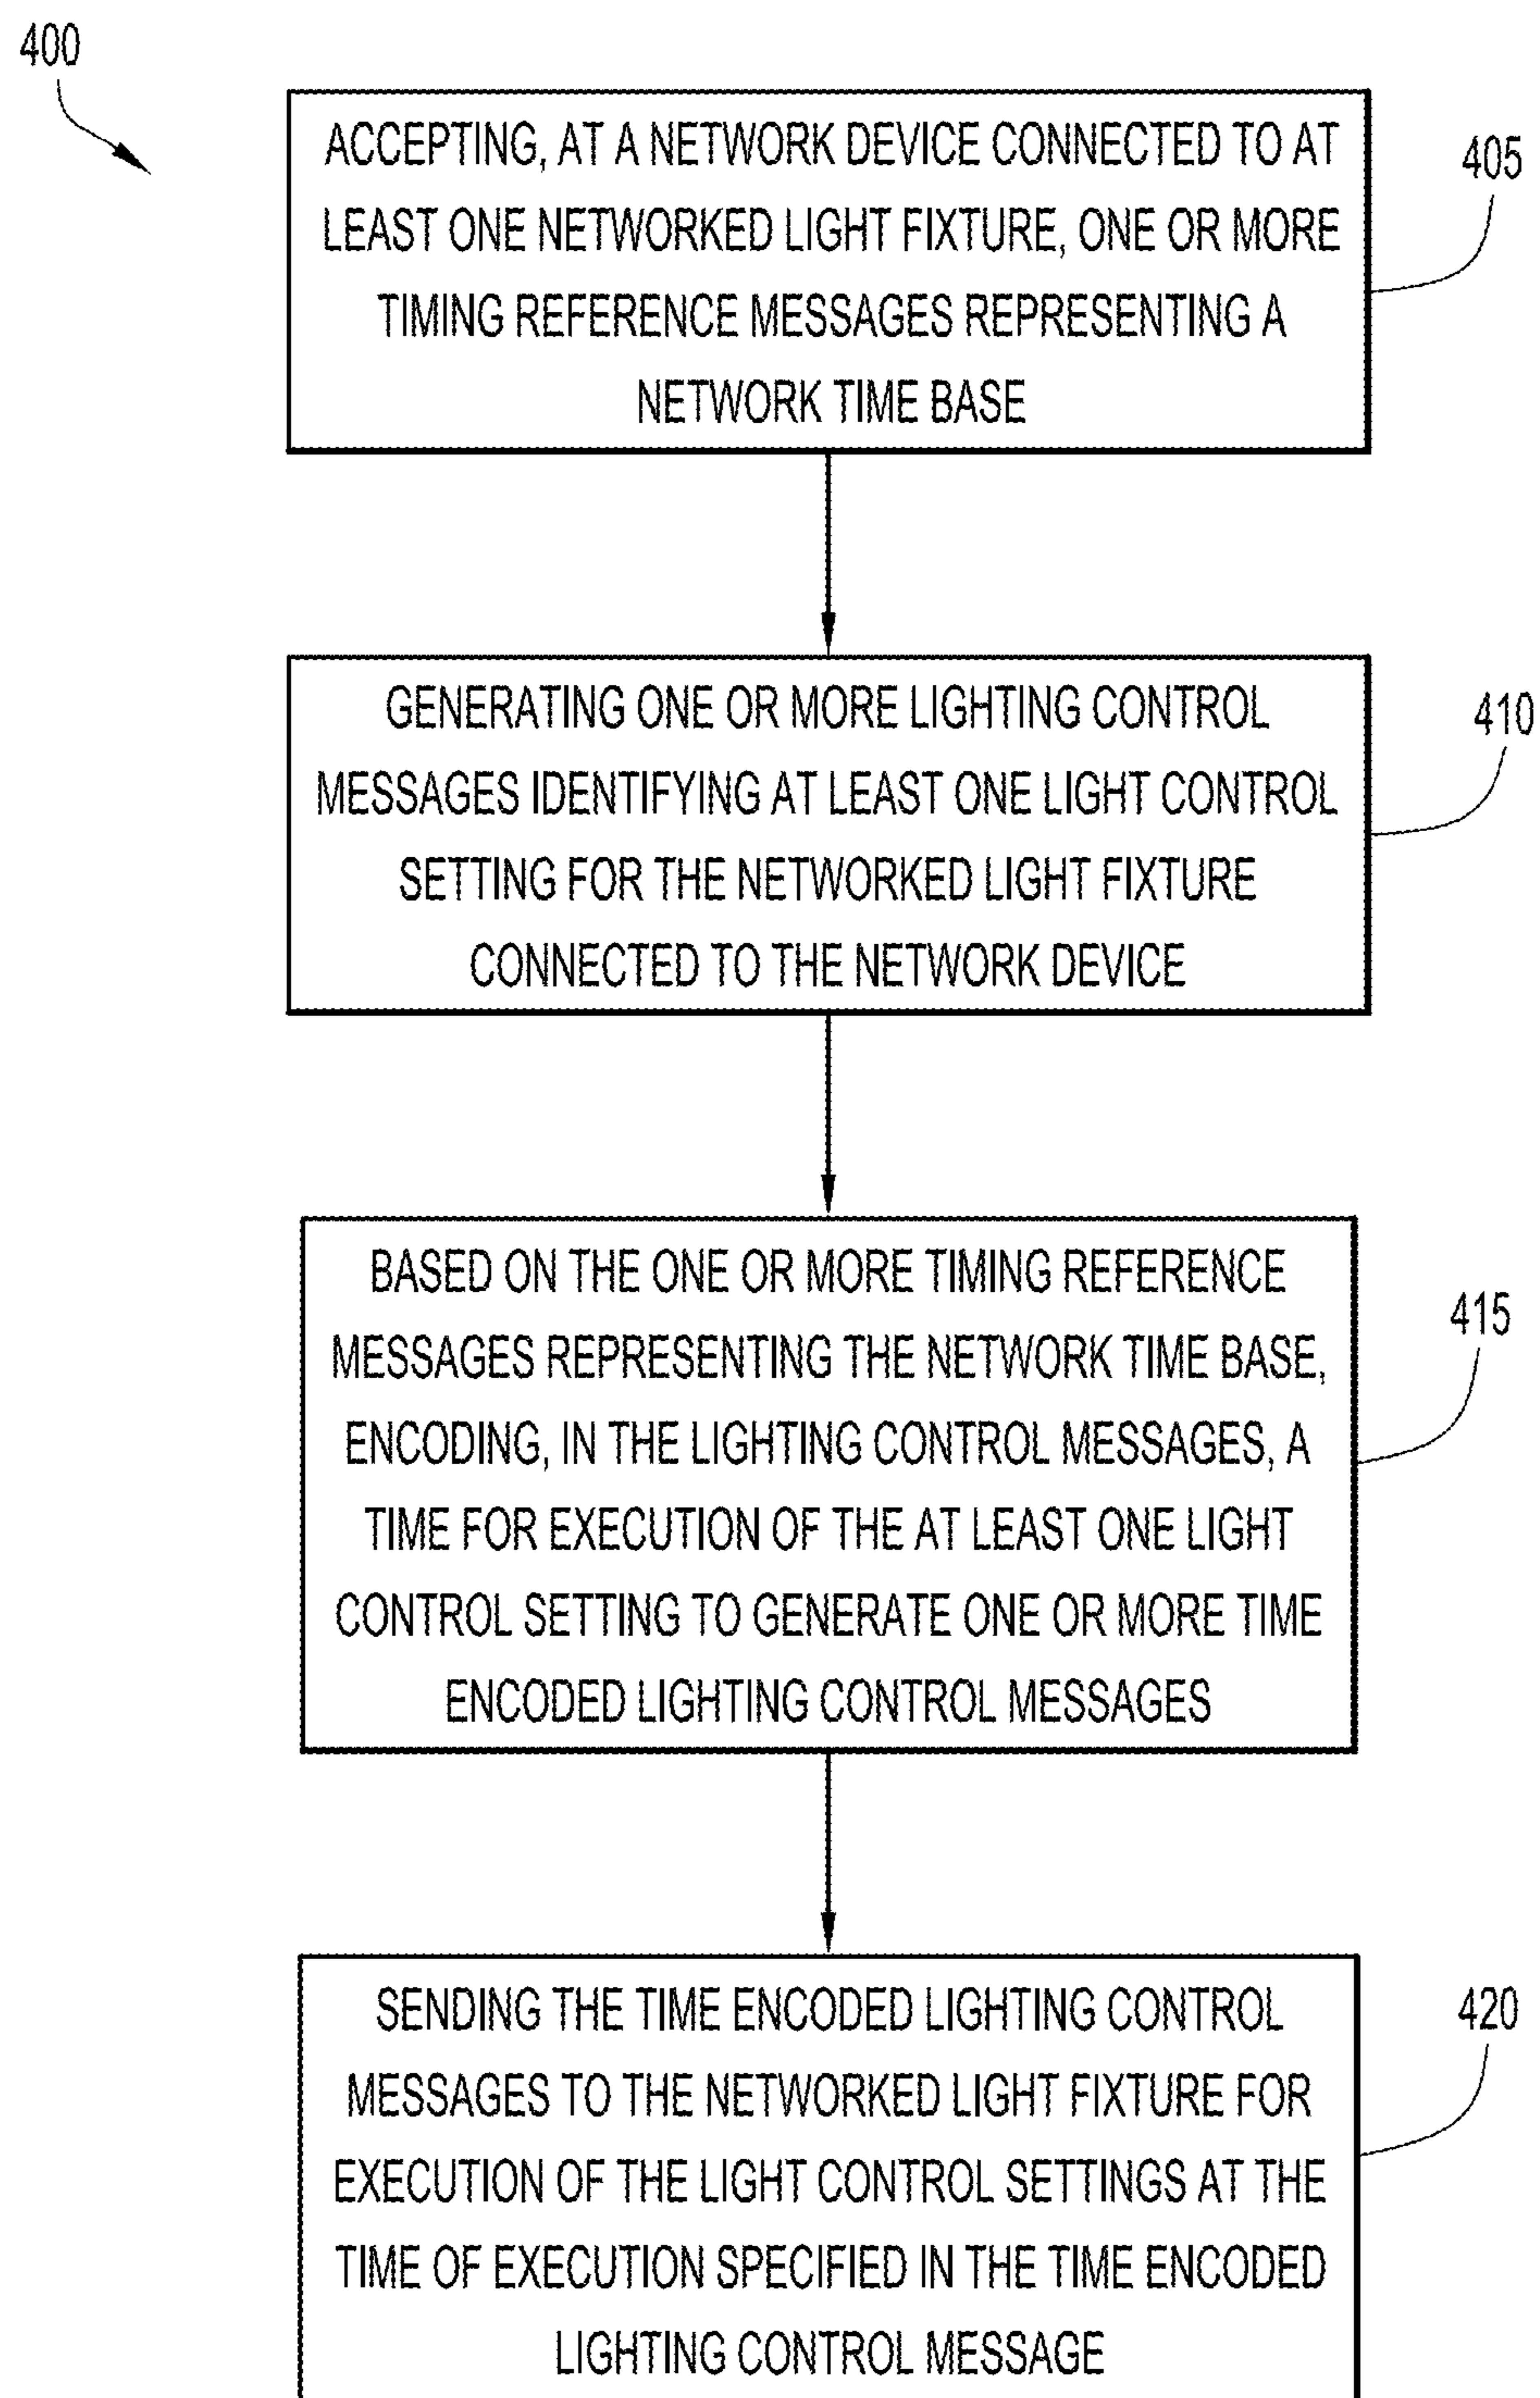 400
ACCEPTING, AT A NETWORK DEVICE CONNECTED TO AT
LEAST ONE NETWORKED LIGHT FIXTURE, ONE OR MORE
TIMING REFERENCE MESSAGES REPRESENTING A
NETWORK TIME BASE
405
GENERATING ONE OR MORE LIGHTING CONTROL
MESSAGES IDENTIFYING AT LEAST ONE LIGHT CONTROL
SETTING FOR THE NETWORKED LIGHT FIXTURE
CONNECTED TO THE NETWORK DEVICE
410
BASED ON THE ONE OR MORE TIMING REFERENCE
MESSAGES REPRESENTING THE NETWORK TIME BASE,
ENCODING, IN THE LIGHTING CONTROL MESSAGES, A
TIME FOR EXECUTION OF THE AT LEAST ONE LIGHT
CONTROL SETTING TO GENERATE ONE OR MORE TIME
ENCODED LIGHTING CONTROL MESSAGES
415
SENDING THE TIME ENCODED LIGHTING CONTROL
MESSAGES TO THE NETWORKED LIGHT FIXTURE FOR
EXECUTION OF THE LIGHT CONTROL SETTINGS AT THE
TIME OF EXECUTION SPECIFIED IN THE TIME ENCODED
LIGHTING CONTROL MESSAGE
420